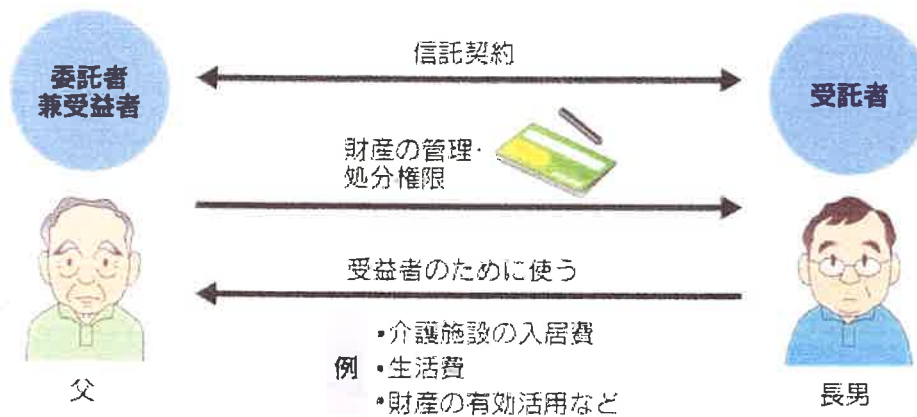 委託者
兼受益者
信託契約
受託者
財産の管理・
処分権限
受益者のために使う
例
・介護施設の入居費
・生活費
・財産の有効活用など
父
長男